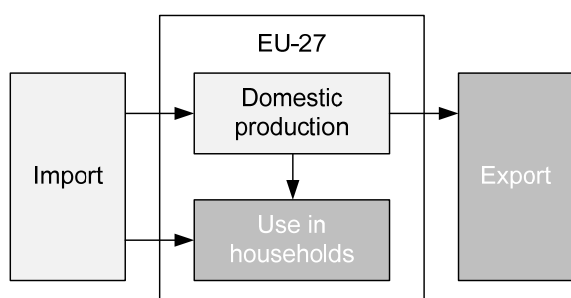 EU-27
Domestic
production
Import
Export
Use in
households